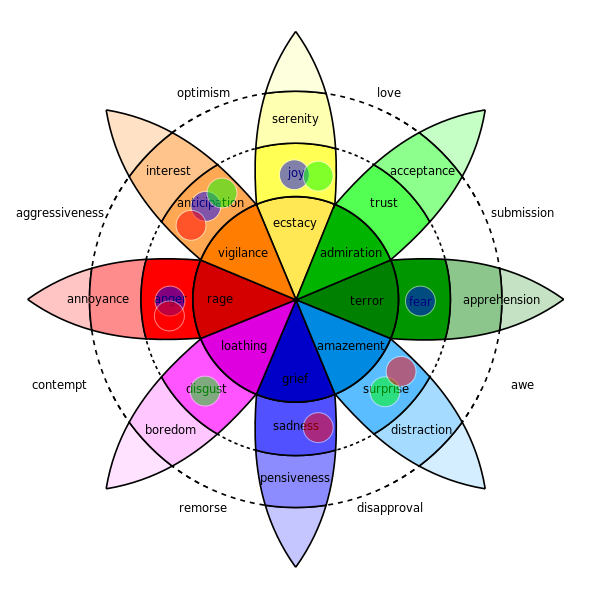 optimism
love
serenity
interest
acceptance
joy
anticipation
trust
aggressiveness
submission
ecstacy
vigilance
admiration
annoyance
anger
rage
terror
fear
apprehension
loathing
amazement
contempt
grief
awe
disgust
surprise
boredom
sadness
distraction
pensiveness
remorse
disapproval